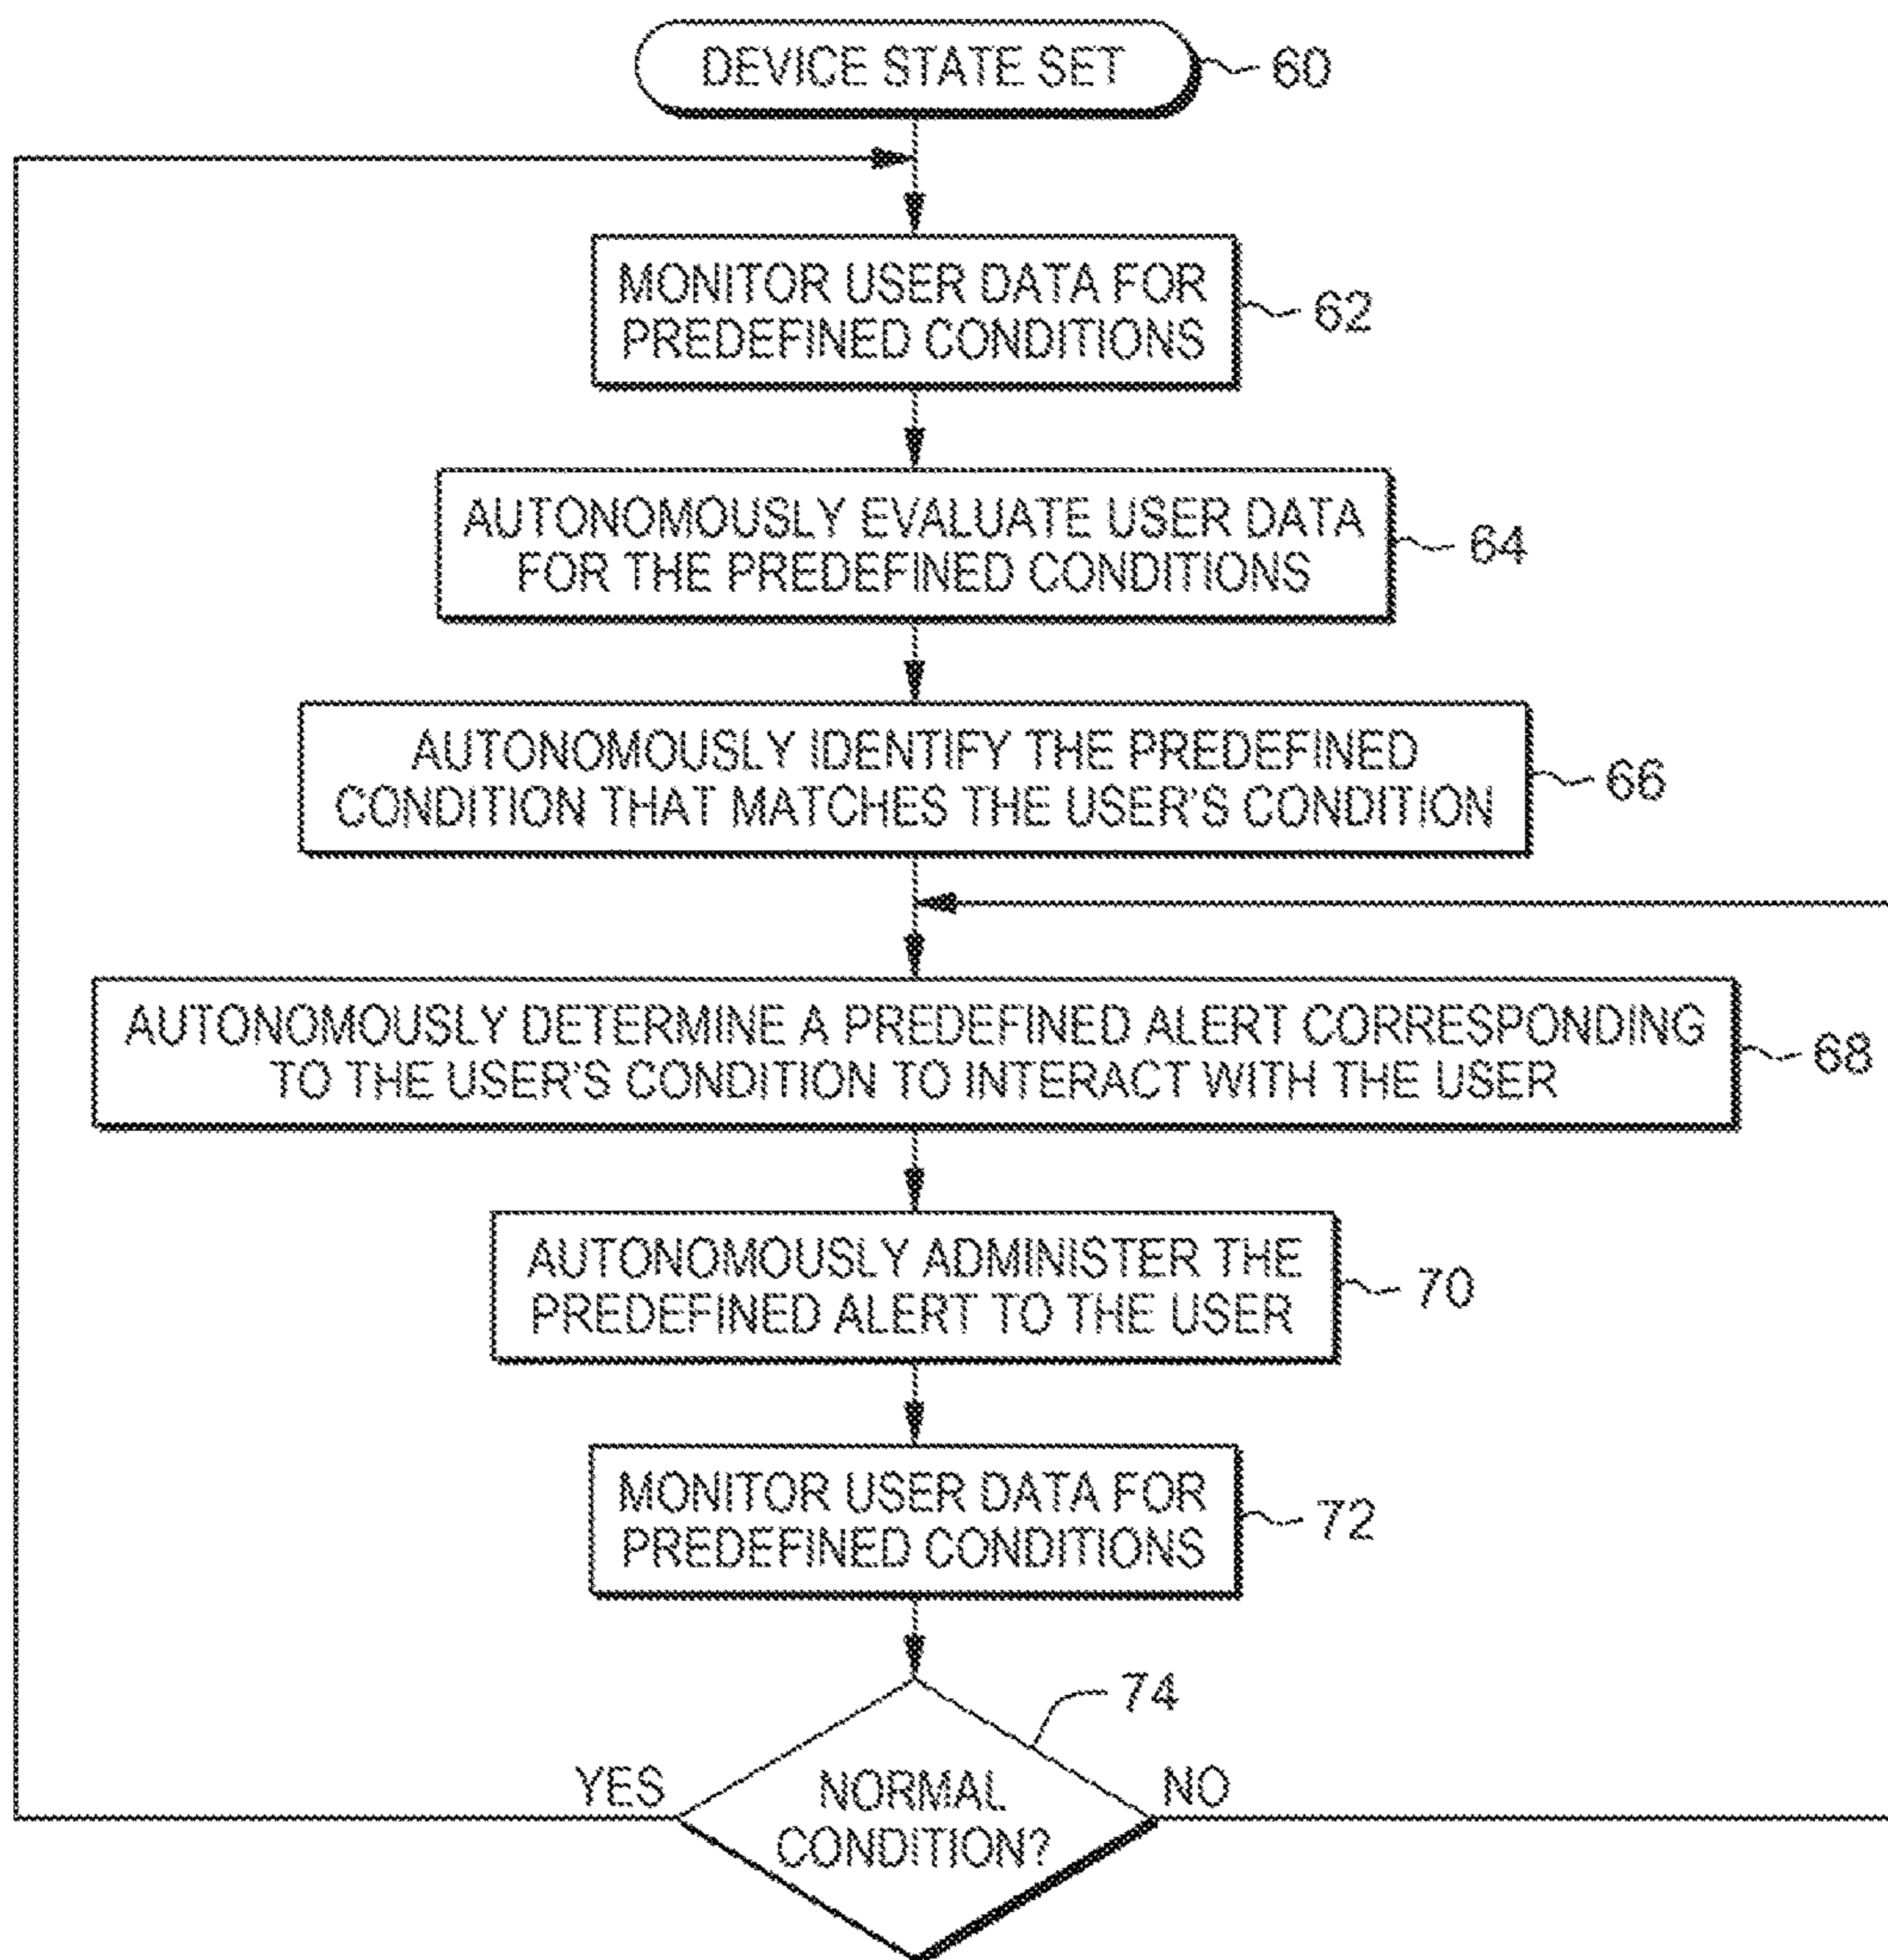 DEVICE STATE SET
60
MONITOR USER DATA FOR
PREDEFINED CONDITIONS
62
AUTONOMOUSLY EVALUATE USER DATA
FOR THE PREDEFINED CONDITIONS
64
AUTONOMOUSLY IDENTIFY THE PREDEFINED
CONDITION THAT MATCHES THE USER'S CONDITION
66
AUTONOMOUSLY DETERMINE A PREDEFINED ALERT CORRESPONDING
TO THE USER'S CONDITION TO INTERACT WITH THE USER
68
AUTONOMOUSLY ADMINISTER THE
PREDEFINED ALERT TO THE USER
70
MONITOR USER DATA FOR
PREDEFINED CONDITIONS
72
74
YES
NORMAL
CONDITION?
NO